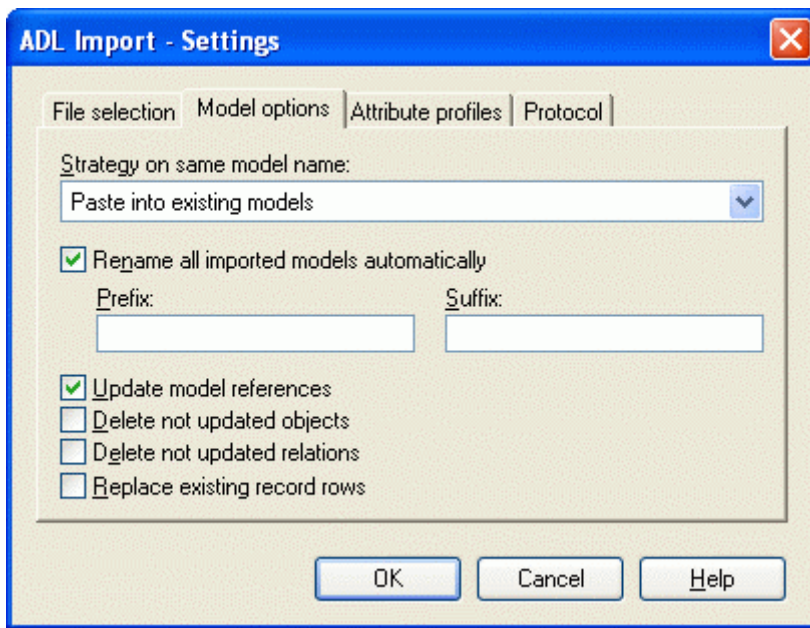 ADL Import - Settings
File selection Model options Attribute profiles Protocol
Strategy on same model name:
Paste into existing models
Rename all imported models automatically
Prefix: Suffix:
Update model references
Delete not updated objects
Delete not updated relations
Replace existing record rows
OK Cancel Help